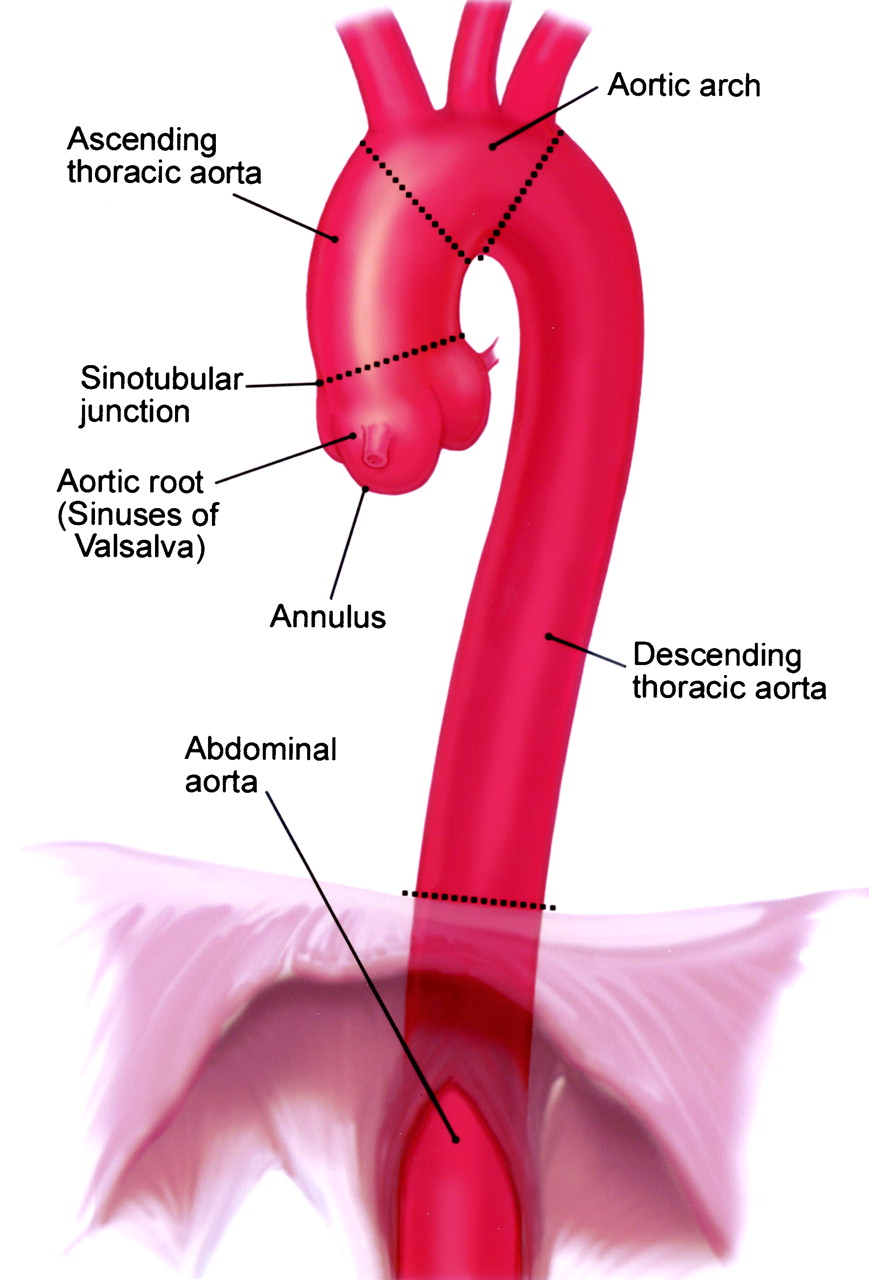 Aortic arch
Ascending
thoracic aorta
Sinotubular
junction
Aortic root
(Sinuses of
Valsalva)
Annulus
Descending
thoracic aorta
Abdominal
aorta